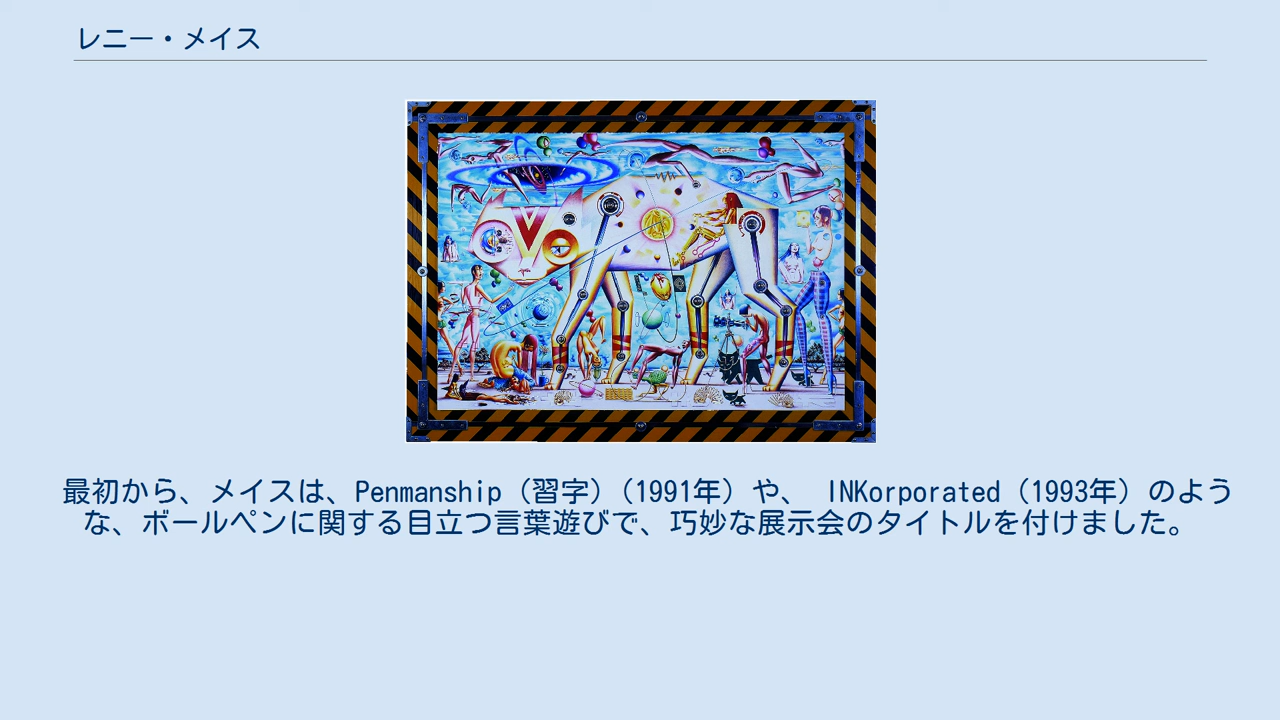 レニー・メイス
最初から、メイスは、Penmanship（習字）（1991年）や、 INKorporated（1993年）のよう
な、ボールペンに関する目立つ言葉遊びで、巧妙な展示会のタイトルを付けました。